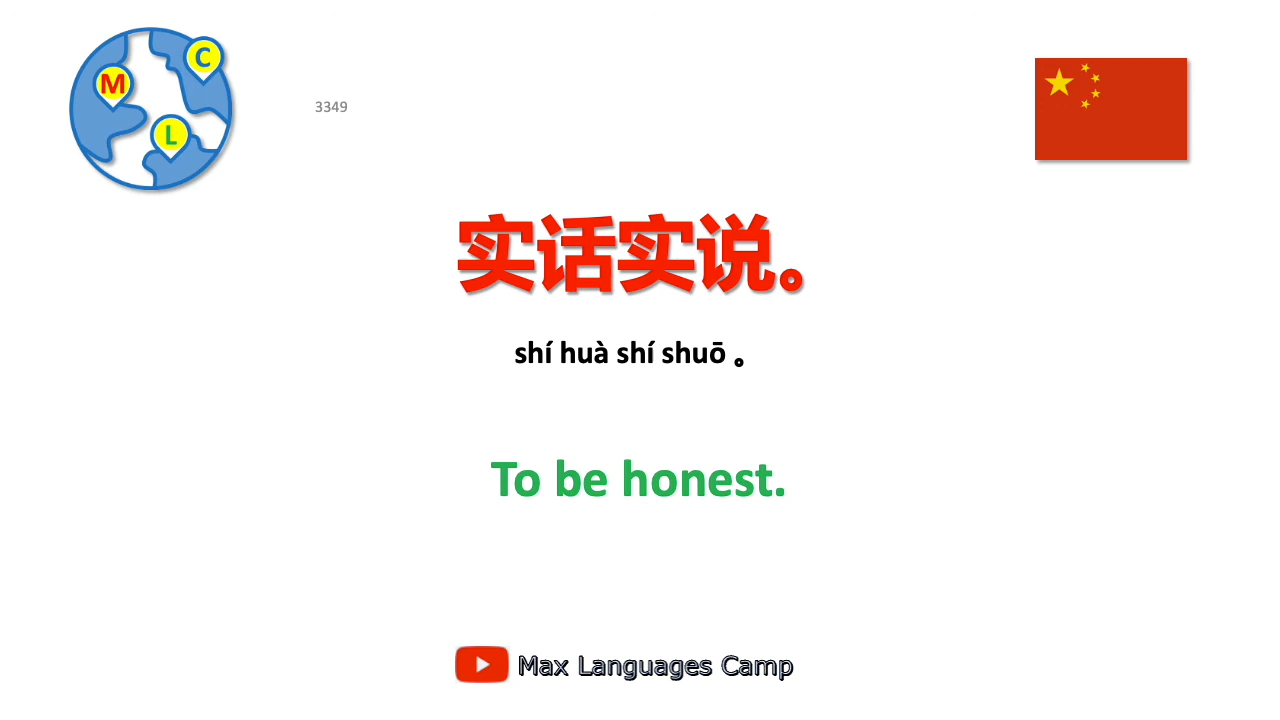 M
C
L
3349
实话实说。
shí huà shí shuō 。
To be honest.
Max Languages Camp